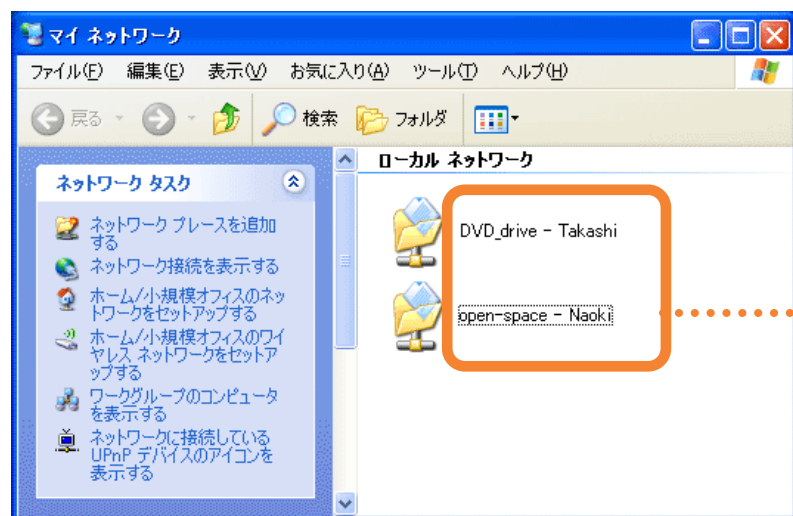 マイ ネットワーク
ファイル(F) 編集(E) 表示(V) お気に入り(A) ツール(T) ヘルプ(H)
戻る 検索 フォルダ
ネットワーク タスク
ネットワーク プレースを追加
する
ネットワーク接続を表示する
ホーム/小規模オフィスのネッ
トワークをセットアップする
ホーム/小規模オフィスのワイ
ヤレス ネットワークをセットア
ップする
ワークグループのコンピュータ
を表示する
ネットワークに接続している
UPnP デバイスのアイコンを
表示する
ローカル ネットワーク
DVD_drive - Takashi
open-space - Naoki